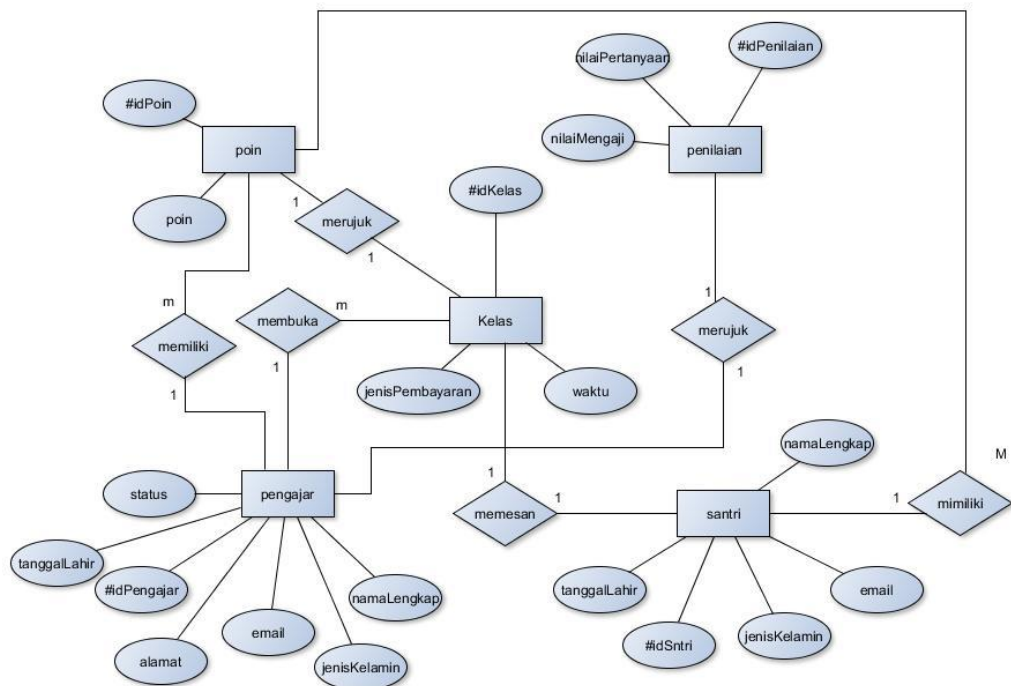 nilaiPertanyaan
#idPenilaian
#idPoin
poin
nilaiMengaji
penilaian
#idKelas
poin
1
merujuk
1
m
membuka
m
Kelas
1
merujuk
memiliki
1
1
1
jenisPembayaran
waktu
namaLengkap
M
status
pengajar
1
memesan
1
santri
1
mimiliki
tanggalLahir
#idPengajar
namaLengkap
tanggalLahir
email
alamat
email
jenisKelamin
#idSntri
jenisKelamin